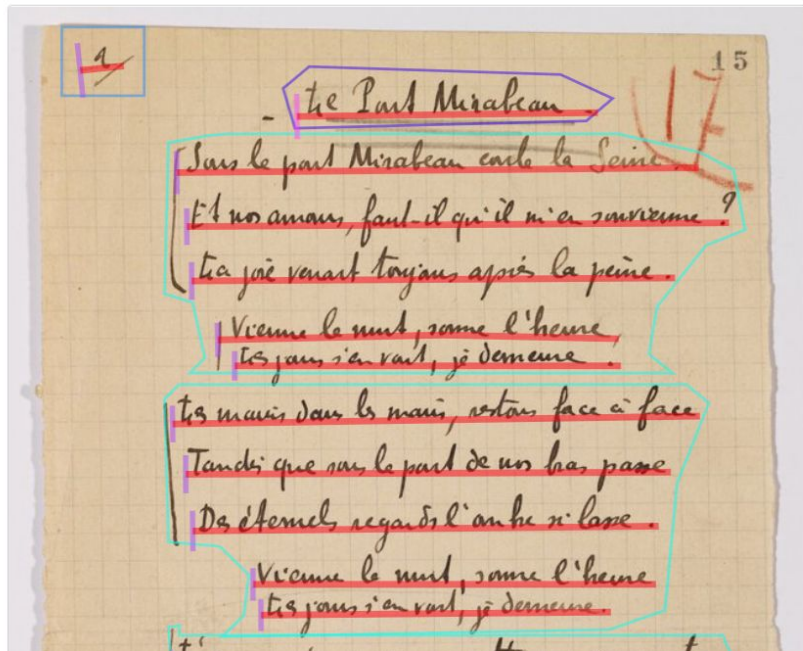 15
17
- Le Pont Mirabeau.
Sous le pont Mirabeau coule la Seine.
Et nos amours, faut-il qu'il m'en souvienne ?
La joie venait toujours après la peine.
Vienne la nuit, sonne l'heure,
Les jours s'en vont, je demeure.
Les mains dans les mains, restons face à face
Tandis que sous le pont de nos bras passe
Des éternels regards l'onde si lasse.
Vienne la nuit, sonne l'heure
Les jours s'en vont, je demeure.